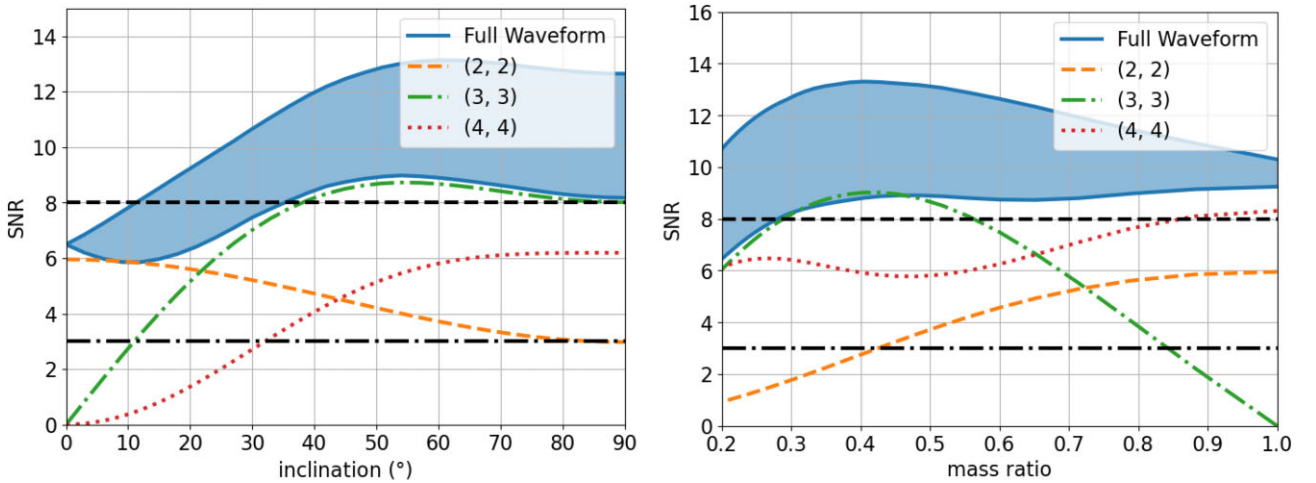 14
12
10
8
6
4
2
0
SNR
0 10 20 30 40 50 60 70 80 90
inclination (°)
Full Waveform
(2, 2)
(3, 3)
(4, 4)
16
14
12
10
8
6
4
2
0
SNR
0.2 0.3 0.4 0.5 0.6 0.7 0.8 0.9 1.0
mass ratio
Full Waveform
(2, 2)
(3, 3)
(4, 4)